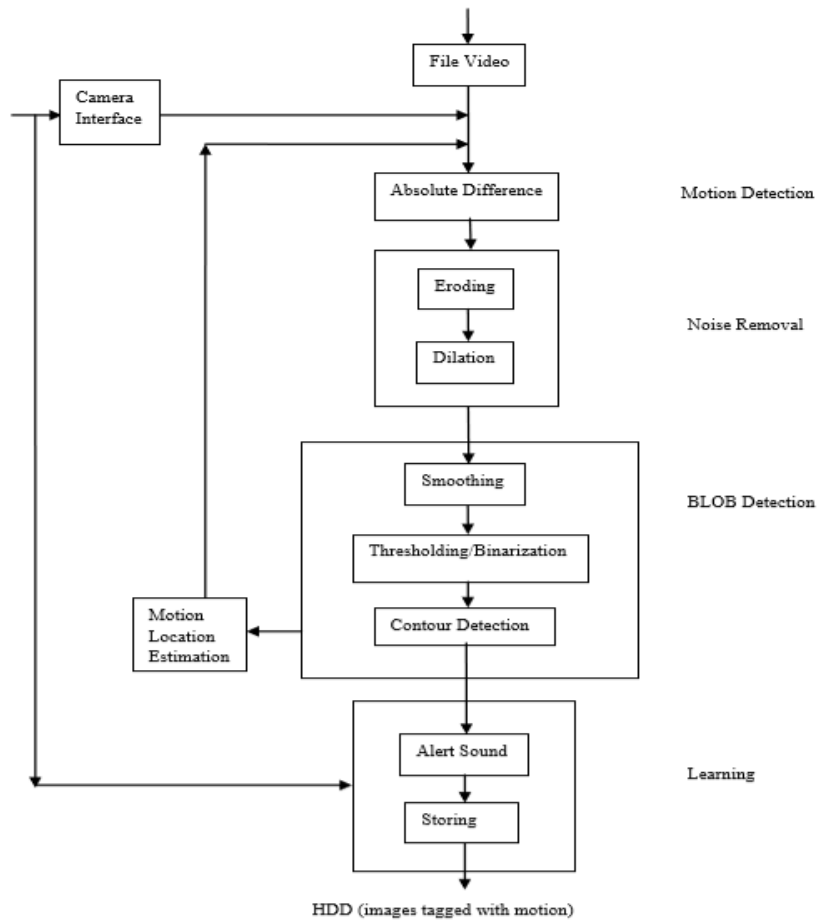 File Video
Camera
Interface
Absolute Difference
Motion Detection
Eroding
Noise Removal
Dilation
Smoothing
BLOB Detection
Thresholding/Binarization
Motion
Location
Estimation
Contour Detection
Alert Sound
Learning
Storing
HDD (images tagged with motion)